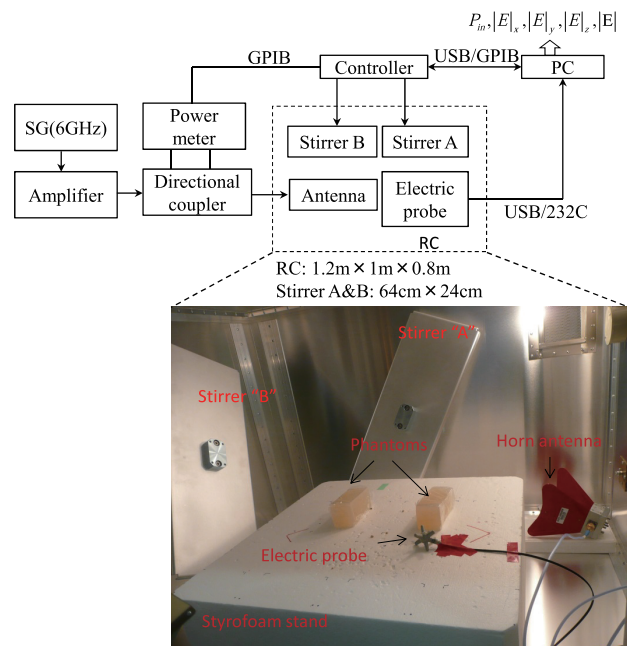 P_in, |E|_x, |E|_y, |E|_z, |E|
GPIB
Controller
USB/GPIB
PC
SG(6GHz)
Power
meter
Stirrer B
Stirrer A
Amplifier
Directional
coupler
Antenna
Electric
probe
USB/232C
RC
RC: 1.2m × 1m × 0.8m
Stirrer A&B: 64cm × 24cm
Stirrer "A"
Stirrer "B"
Phantoms
Horn antenna
Electric probe
Styrofoam stand